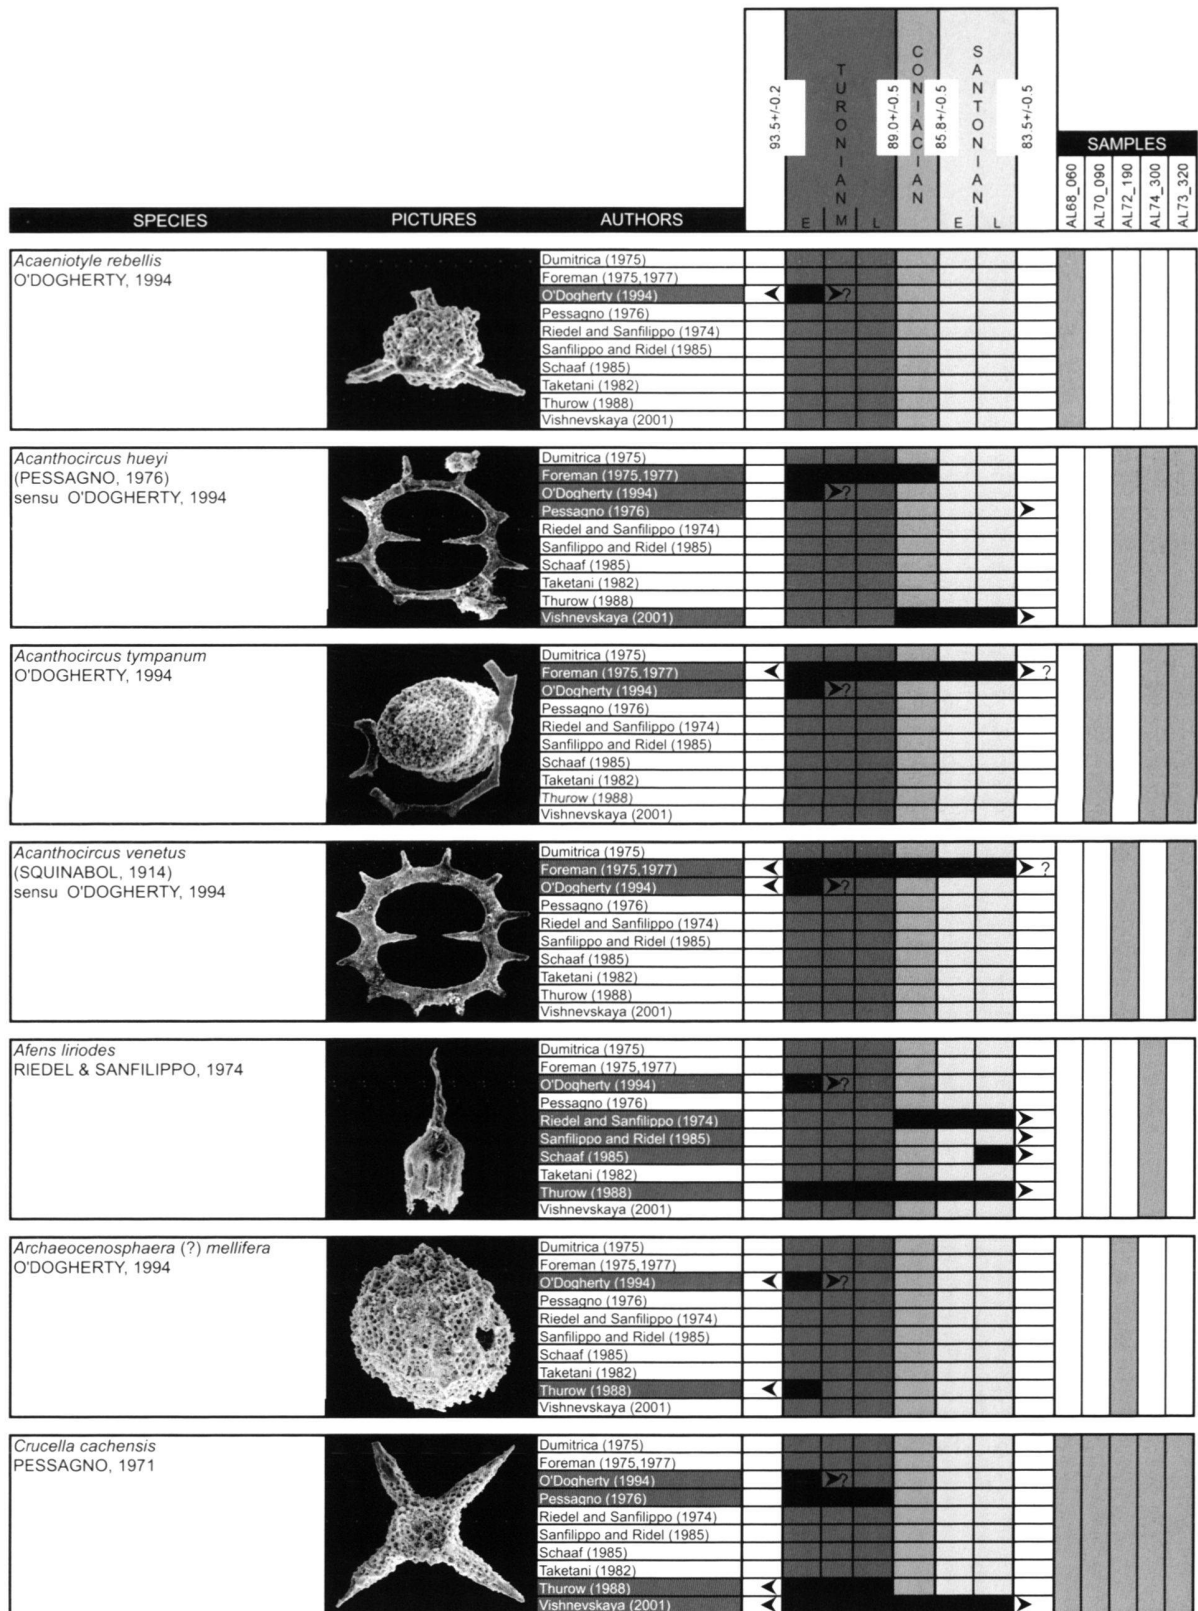 93.5+/-0.2
TURONIAN
89.0+/-0.5
CONIACIAN
85.8+/-0.5
SANTONIAN
83.5+/-0.5
SAMPLES
AL68_060
AL70_090
AL72_190
AL74_300
AL73_320
SPECIES PICTURES AUTHORS E M L E L
Acaeniotyle rebellis
O'DOGHERTY, 1994
Dumitrica (1975)
Foreman (1975,1977)
O'Dogherty (1994) ?
Pessagno (1976)
Riedel and Sanfilippo (1974)
Sanfilippo and Ridel (1985)
Schaaf (1985)
Taketani (1982)
Thurow (1988)
Vishnevskaya (2001)
Acanthocircus hueyi
(PESSAGNO, 1976)
sensu O'DOGHERTY, 1994
Dumitrica (1975)
Foreman (1975,1977)
O'Dogherty (1994) ?
Pessagno (1976)
Riedel and Sanfilippo (1974)
Sanfilippo and Ridel (1985)
Schaaf (1985)
Taketani (1982)
Thurow (1988)
Vishnevskaya (2001)
Acanthocircus tympanum
O'DOGHERTY, 1994
Dumitrica (1975)
Foreman (1975,1977) ?
O'Dogherty (1994) ?
Pessagno (1976)
Riedel and Sanfilippo (1974)
Sanfilippo and Ridel (1985)
Schaaf (1985)
Taketani (1982)
Thurow (1988)
Vishnevskaya (2001)
Acanthocircus venetus
(SQUINABOL, 1914)
sensu O'DOGHERTY, 1994
Dumitrica (1975)
Foreman (1975,1977) ?
O'Dogherty (1994) ?
Pessagno (1976)
Riedel and Sanfilippo (1974)
Sanfilippo and Ridel (1985)
Schaaf (1985)
Taketani (1982)
Thurow (1988)
Vishnevskaya (2001)
Afens liriodes
RIEDEL & SANFILIPPO, 1974
Dumitrica (1975)
Foreman (1975,1977)
O'Dogherty (1994) ?
Pessagno (1976)
Riedel and Sanfilippo (1974)
Sanfilippo and Ridel (1985)
Schaaf (1985)
Taketani (1982)
Thurow (1988)
Vishnevskaya (2001)
Archaeocenosphaera (?) mellifera
O'DOGHERTY, 1994
Dumitrica (1975)
Foreman (1975,1977)
O'Dogherty (1994) ?
Pessagno (1976)
Riedel and Sanfilippo (1974)
Sanfilippo and Ridel (1985)
Schaaf (1985)
Taketani (1982)
Thurow (1988)
Vishnevskaya (2001)
Crucella cachensis
PESSAGNO, 1971
Dumitrica (1975)
Foreman (1975,1977)
O'Dogherty (1994) ?
Pessagno (1976)
Riedel and Sanfilippo (1974)
Sanfilippo and Ridel (1985)
Schaaf (1985)
Taketani (1982)
Thurow (1988)
Vishnevskaya (2001)